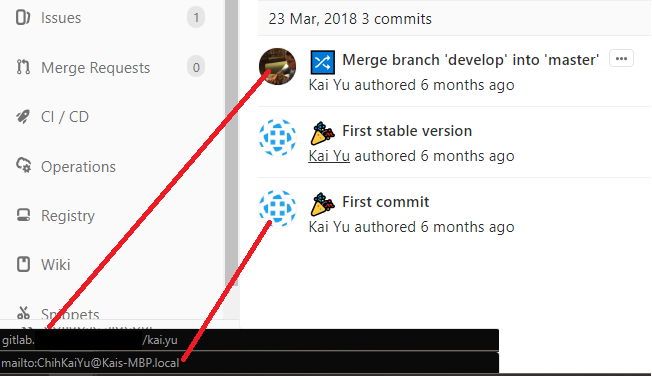 Issues 1
Merge Requests 0
CI / CD
Operations
Registry
Wiki
Snippets
23 Mar, 2018 3 commits
Merge branch 'develop' into 'master'
Kai Yu authored 6 months ago
First stable version
Kai Yu authored 6 months ago
First commit
Kai Yu authored 6 months ago
gitlab. /kai.yu
mailto:ChihKaiYu@Kais-MBP.local